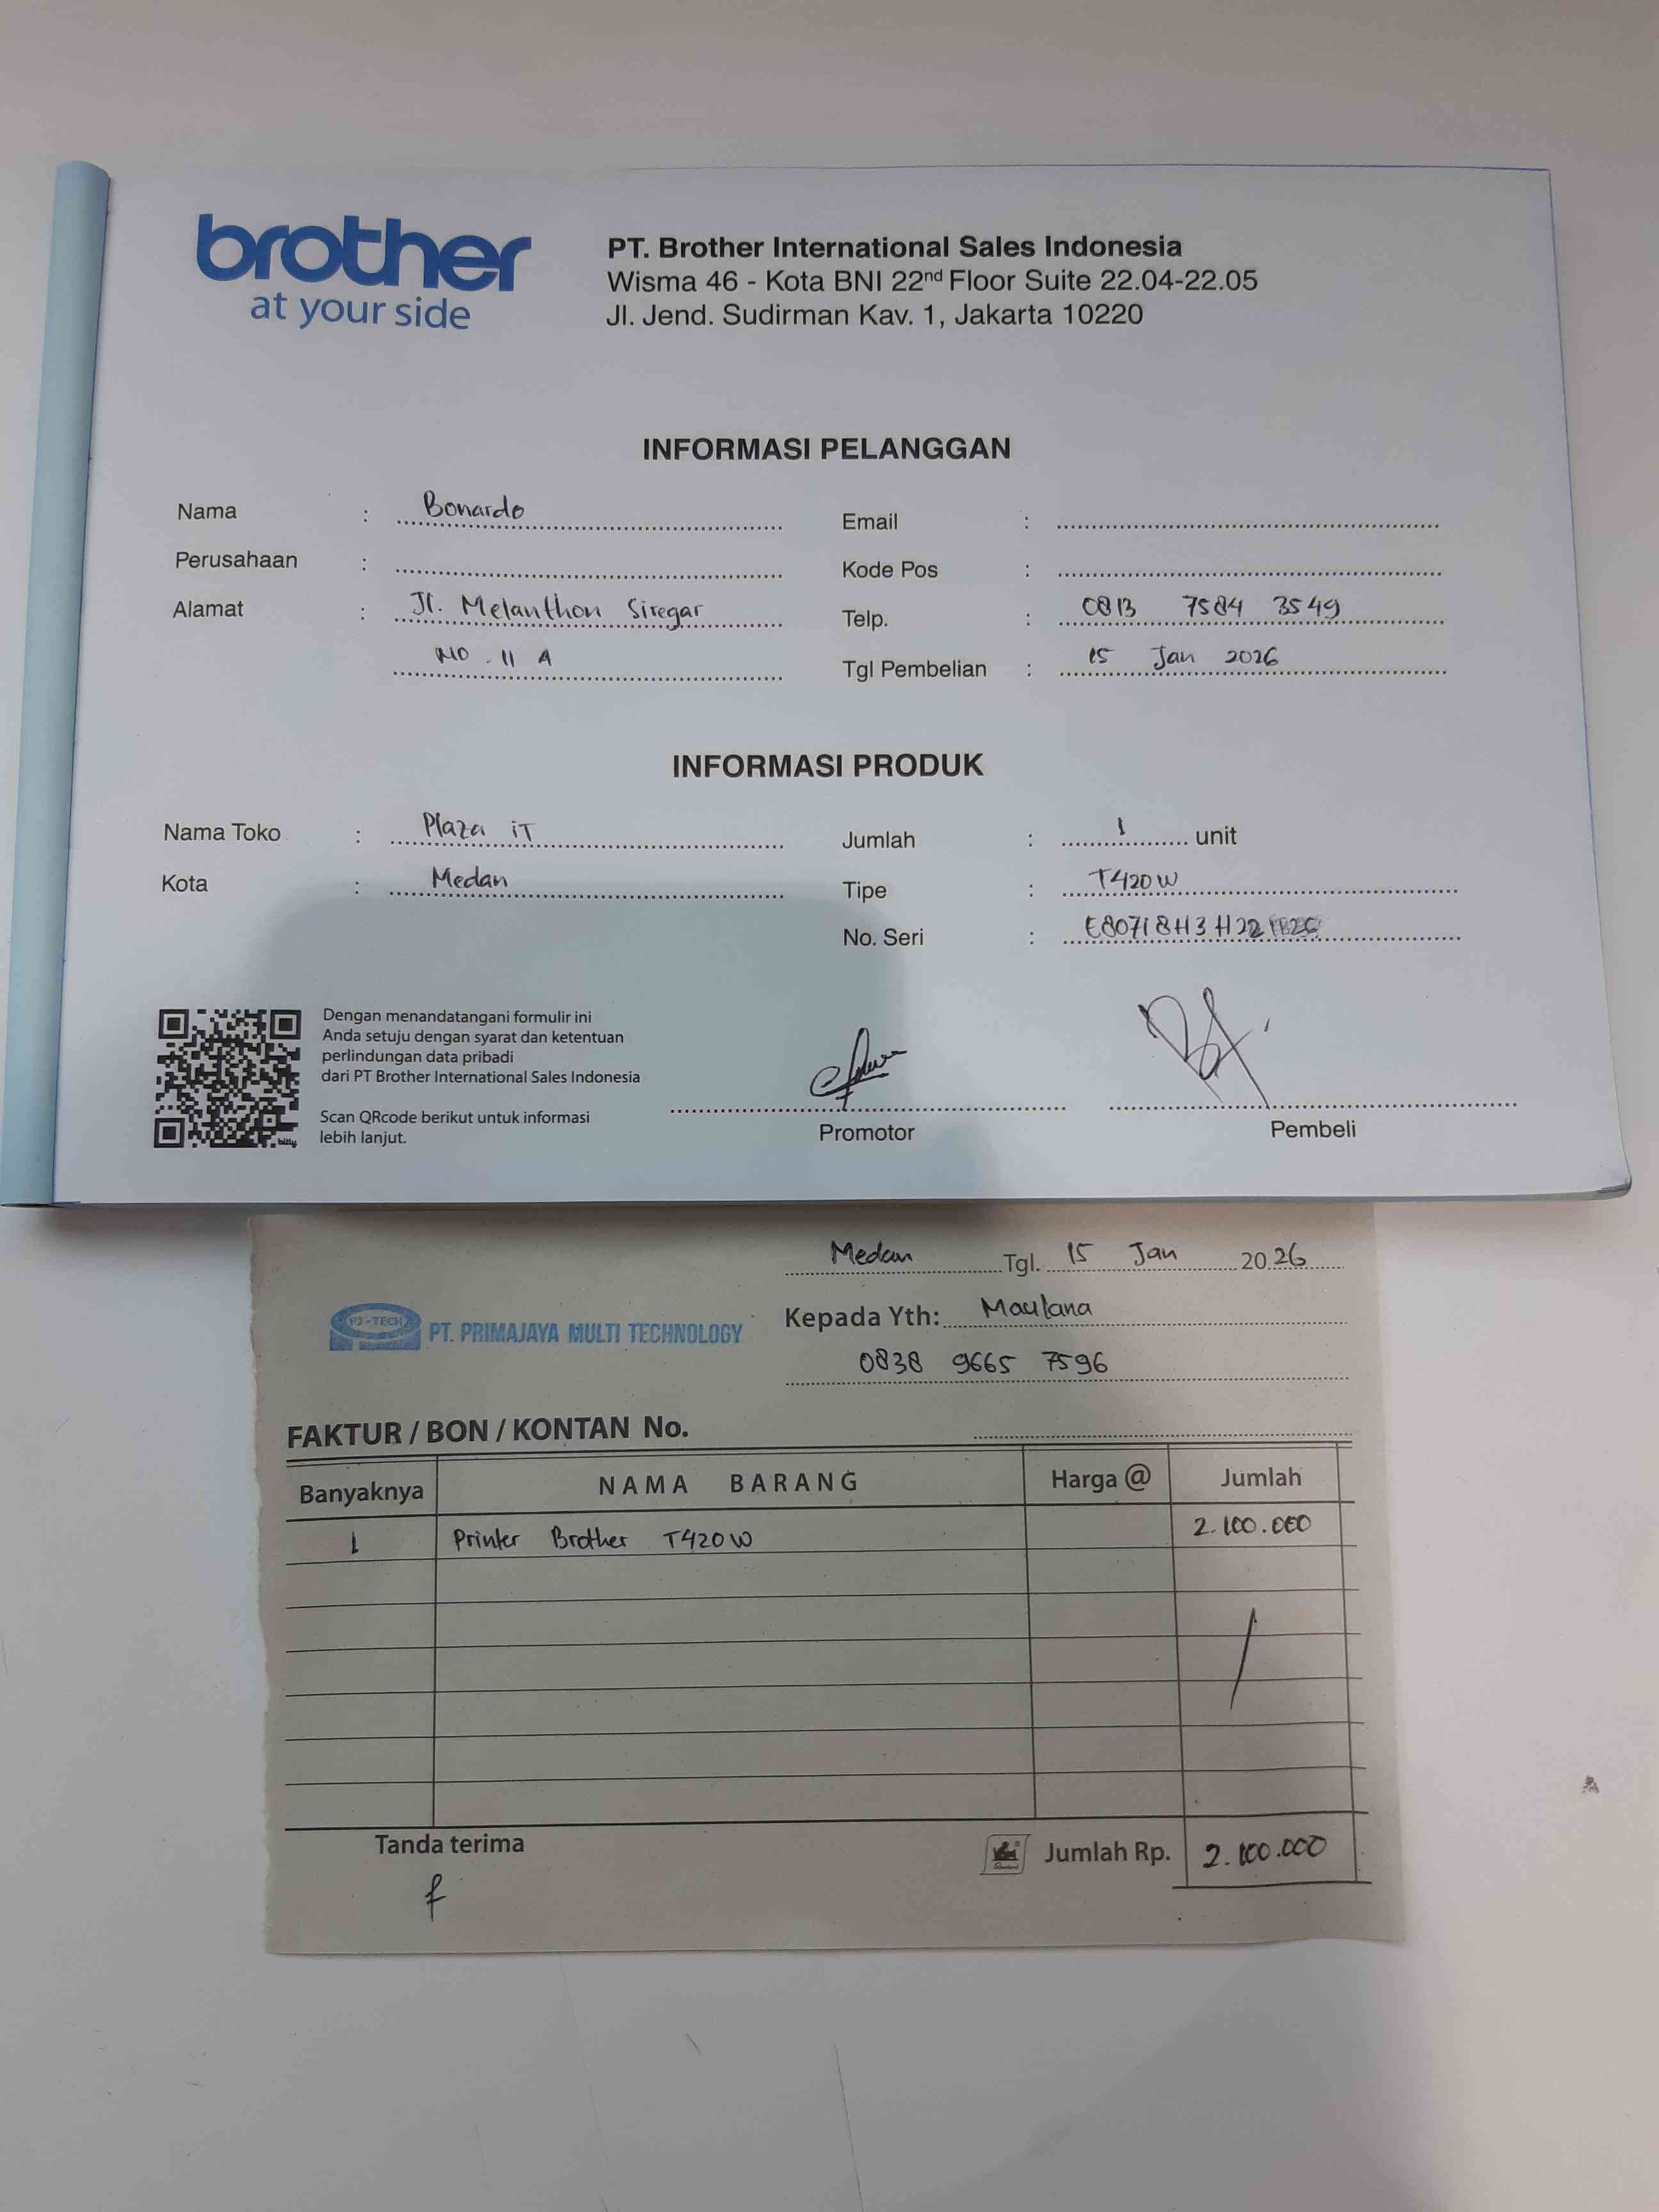 brother
at your side
PT. Brother International Sales Indonesia
Wisma 46 - Kota BNI 22nd Floor Suite 22.04-22.05
Jl. Jend. Sudirman Kav. 1, Jakarta 10220
INFORMASI PELANGGAN
Nama : Bonardo
Perusahaan :
Alamat : Jl. Melanthon Siregar
NO. 11 A
Email :
Kode Pos :
Telp. : 0813 7584 3549
Tgl Pembelian : 15 Jan 2026
INFORMASI PRODUK
Nama Toko : Plaza iT
Kota : Medan
Jumlah : 1 unit
Tipe : T420W
No. Seri :
Dengan menandatangani formulir ini
Anda setuju dengan syarat dan ketentuan
perlindungan data pribadi
dari PT Brother International Sales Indonesia
Scan QRcode berikut untuk informasi
lebih lanjut.
bitly
Promotor
Pembeli
Medan Tgl. 15 Jan 2026
PJ-TECH PT. PRIMAJAYA MULTI TECHNOLOGY
Kepada Yth: Maulana
0838 9665 7596
FAKTUR / BON / KONTAN No.
Banyaknya NAMA BARANG Harga @ Jumlah
1 Printer Brother T420W 2.100.000
Tanda terima
Jumlah Rp. 2.100.000